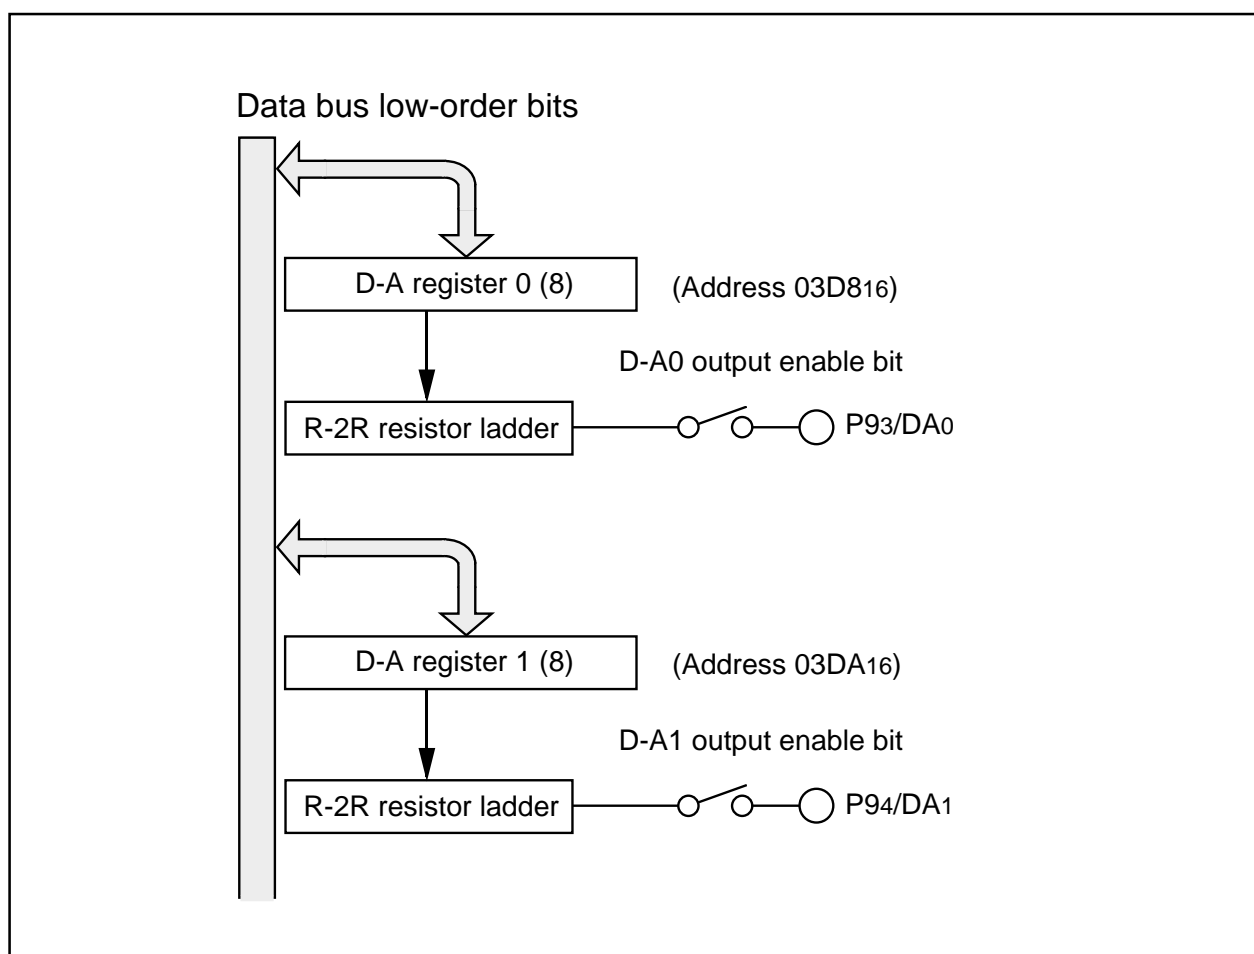 Data bus low-order bits
D-A register 0 (8)
(Address 03D816)
D-A0 output enable bit
R-2R resistor ladder
P93/DA0
D-A register 1 (8)
(Address 03DA16)
D-A1 output enable bit
R-2R resistor ladder
P94/DA1